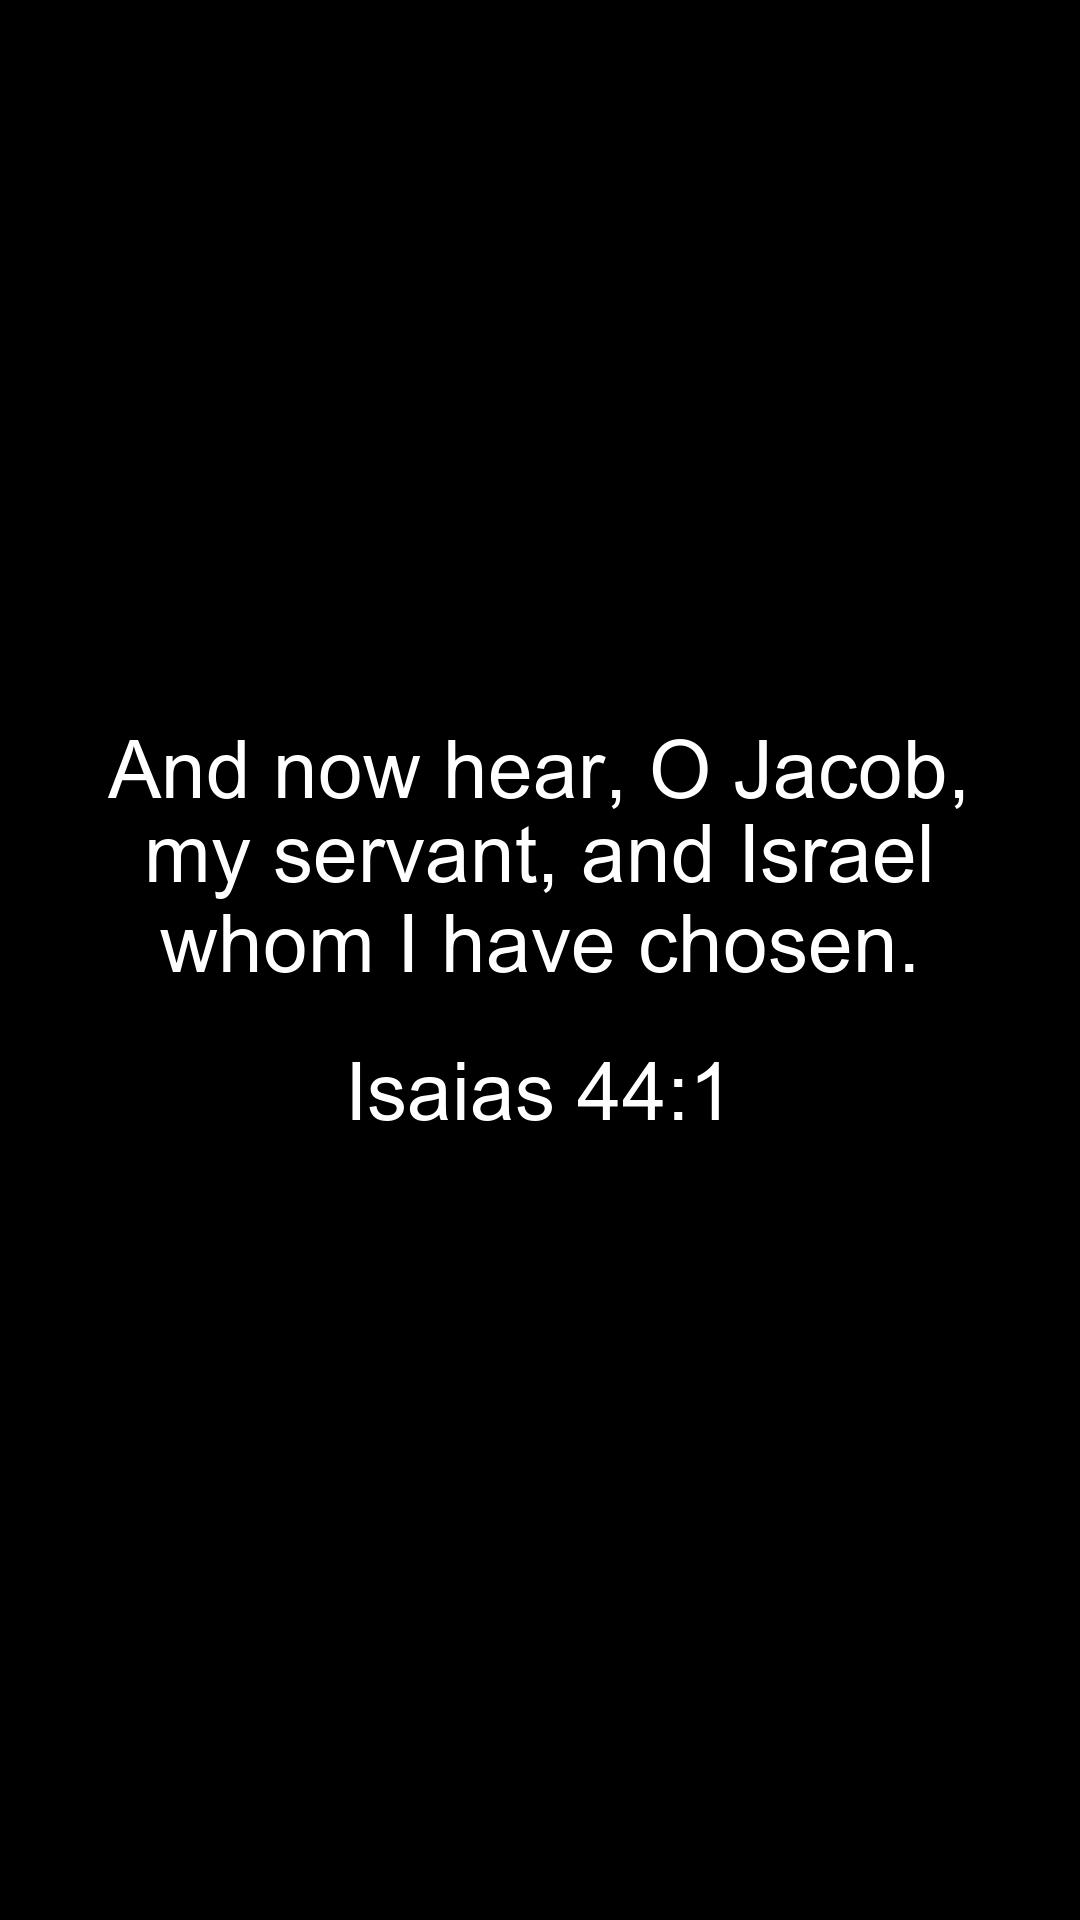 And now hear, O Jacob,
my servant, and Israel
whom I have chosen.
Isaias 44:1